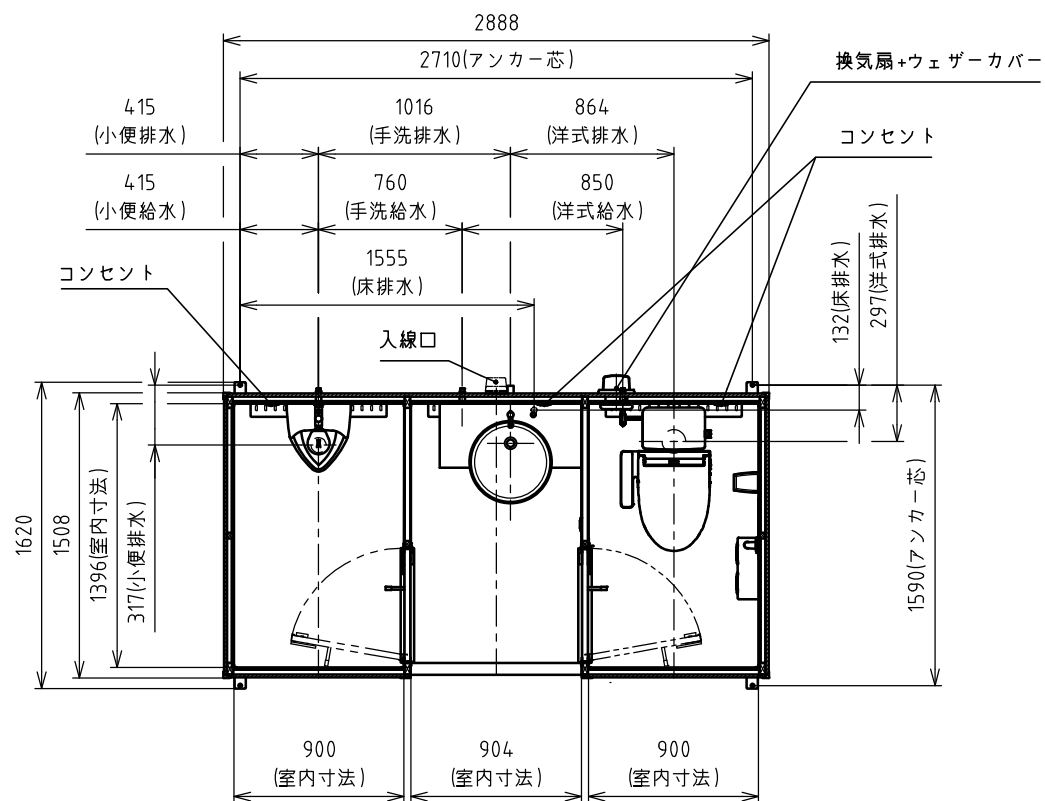 2888
2710(アンカー芯)
換気扇+ウェザーカバー
415
(小便排水)
1016
(手洗排水)
864
(洋式排水)
コンセント
415
(小便給水)
760
(手洗給水)
850
(洋式給水)
1555
(床排水)
コンセント
入線口
132(床排水)
297(洋式排水)
1620
1508
1396(室内寸法)
317(小便排水)
1590(アンカー芯)
900
(室内寸法)
904
(室内寸法)
900
(室内寸法)